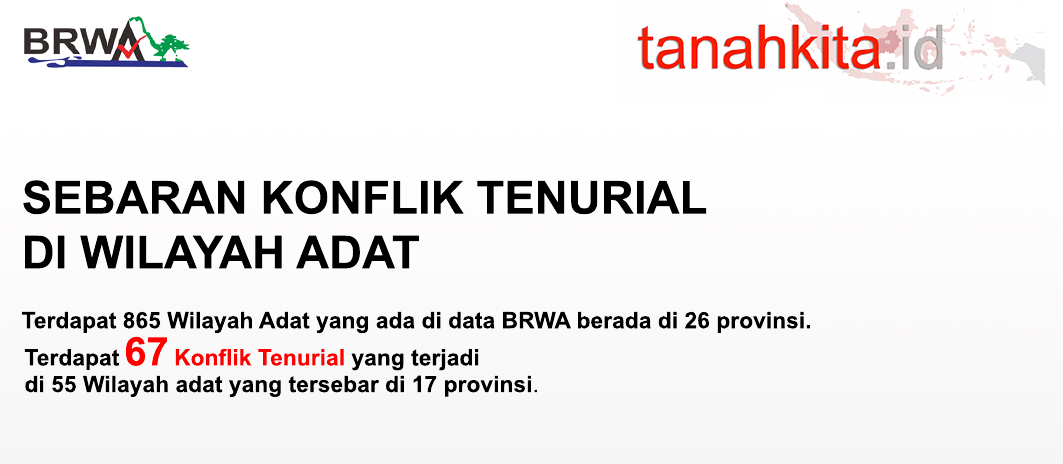 BRWA
tanahkita.id
SEBARAN KONFLIK TENURIAL
DI WILAYAH ADAT
Terdapat 865 Wilayah Adat yang ada di data BRWA berada di 26 provinsi.
Terdapat 67 Konflik Tenurial yang terjadi
di 55 Wilayah adat yang tersebar di 17 provinsi.